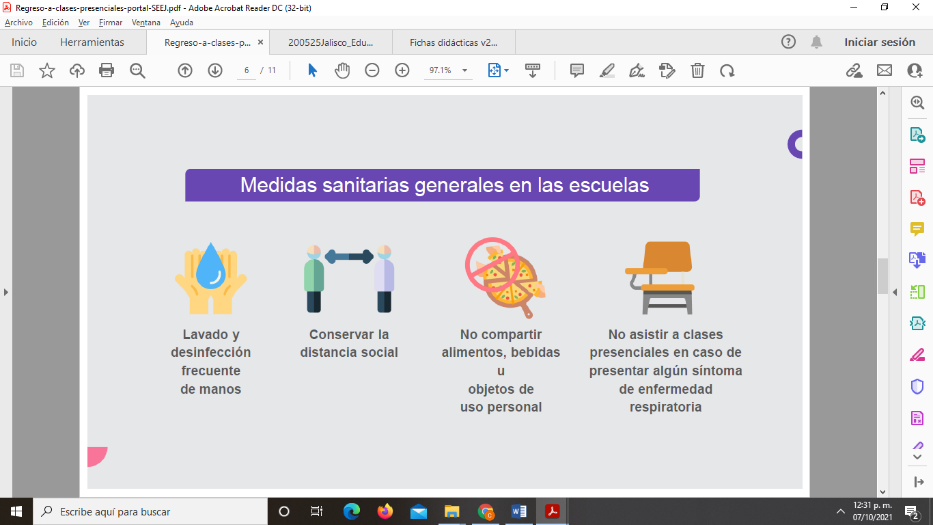 Regreso-a-clases-presenciales-portal-SEEJ.pdf - Adobe Acrobat Reader DC (32-bit)
Archivo Edición Ver Firmar Ventana Ayuda
Inicio Herramientas Regreso-a-clases-p... × 200525Jalisco_Edu... Fichas didácticas v2... Iniciar sesión
6 / 11 97.1%
Medidas sanitarias generales en las escuelas
Lavado y
desinfección
frecuente
de manos
Conservar la
distancia social
No compartir
alimentos, bebidas
u
objetos de
uso personal
No asistir a clases
presenciales en caso de
presentar algún síntoma
de enfermedad
respiratoria
Escribe aquí para buscar
12:31 p. m.
07/10/2021
2